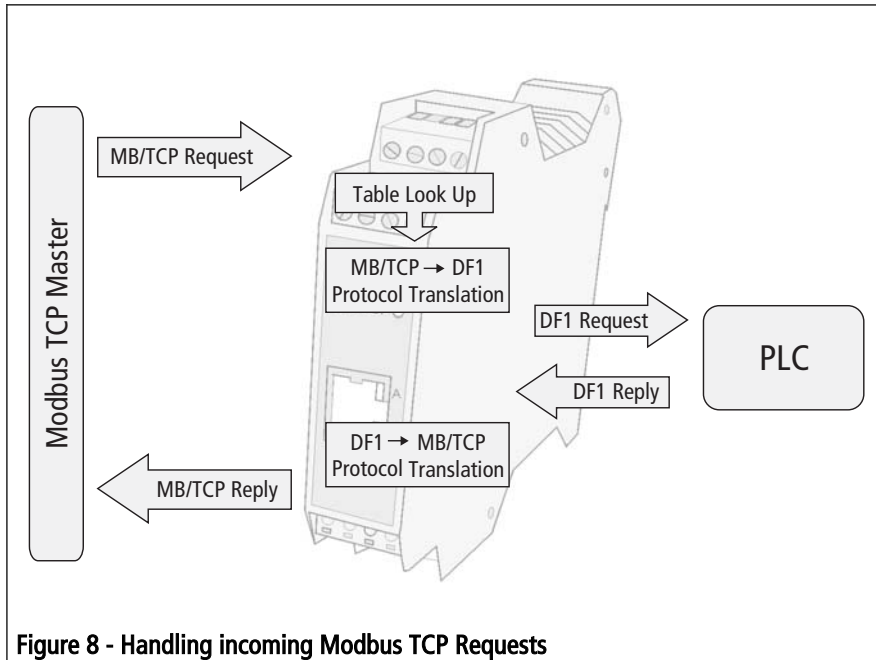 Modbus TCP Master
MB/TCP Request
Table Look Up
MB/TCP → DF1
Protocol Translation
DF1 Request
PLC
DF1 Reply
A
DF1 → MB/TCP
Protocol Translation
MB/TCP Reply
Figure 8 - Handling incoming Modbus TCP Requests